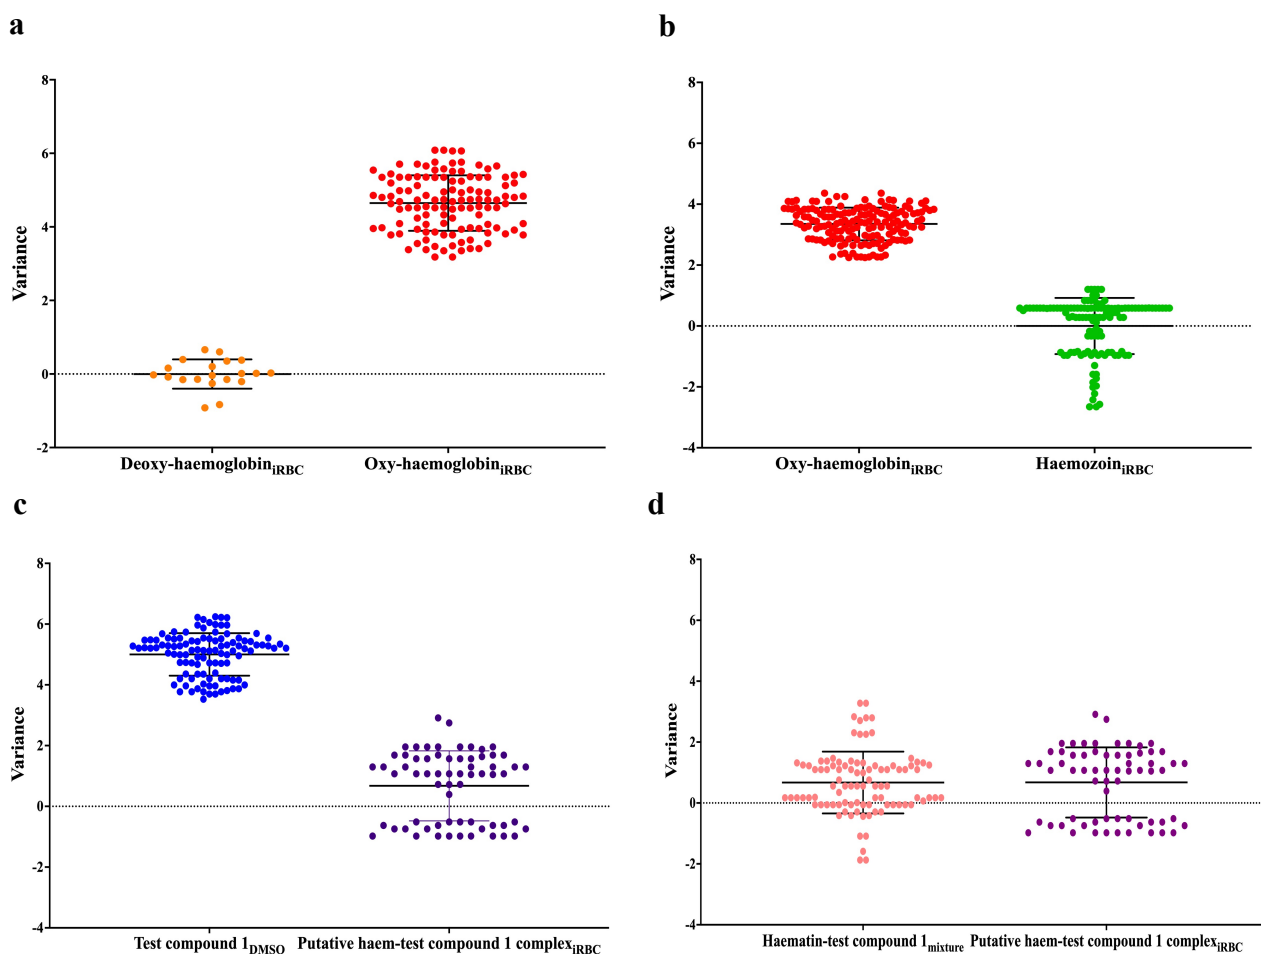 a
8
6
4
2
0
-2
Variance
Deoxy-haemoglobiniRBC
Oxy-haemoglobiniRBC
b
8
6
4
2
0
-2
-4
Variance
Oxy-haemoglobiniRBC
HaemozoiniRBC
c
8
6
4
2
0
-2
-4
Variance
Test compound 1DMSO
Putative haem-test compound 1 complexiRBC
d
8
6
4
2
0
-2
-4
Variance
Haematin-test compound 1mixture
Putative haem-test compound 1 complexiRBC